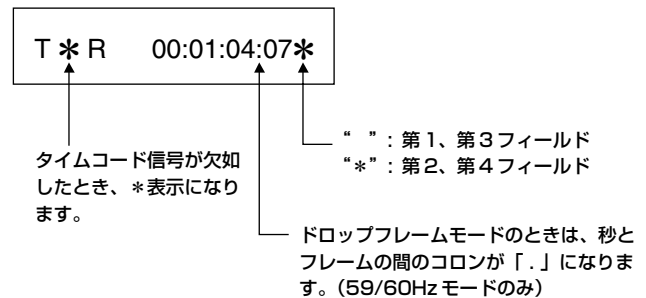 T＊R 00:01:04:07＊
“ ”：第1、第3フィールド
“＊”：第2、第4フィールド
タイムコード信号が欠如
したとき、＊表示になり
ます。
ドロップフレームモードのときは、秒と
フレームの間のコロンが「．」になりま
す。（59/60Hzモードのみ）